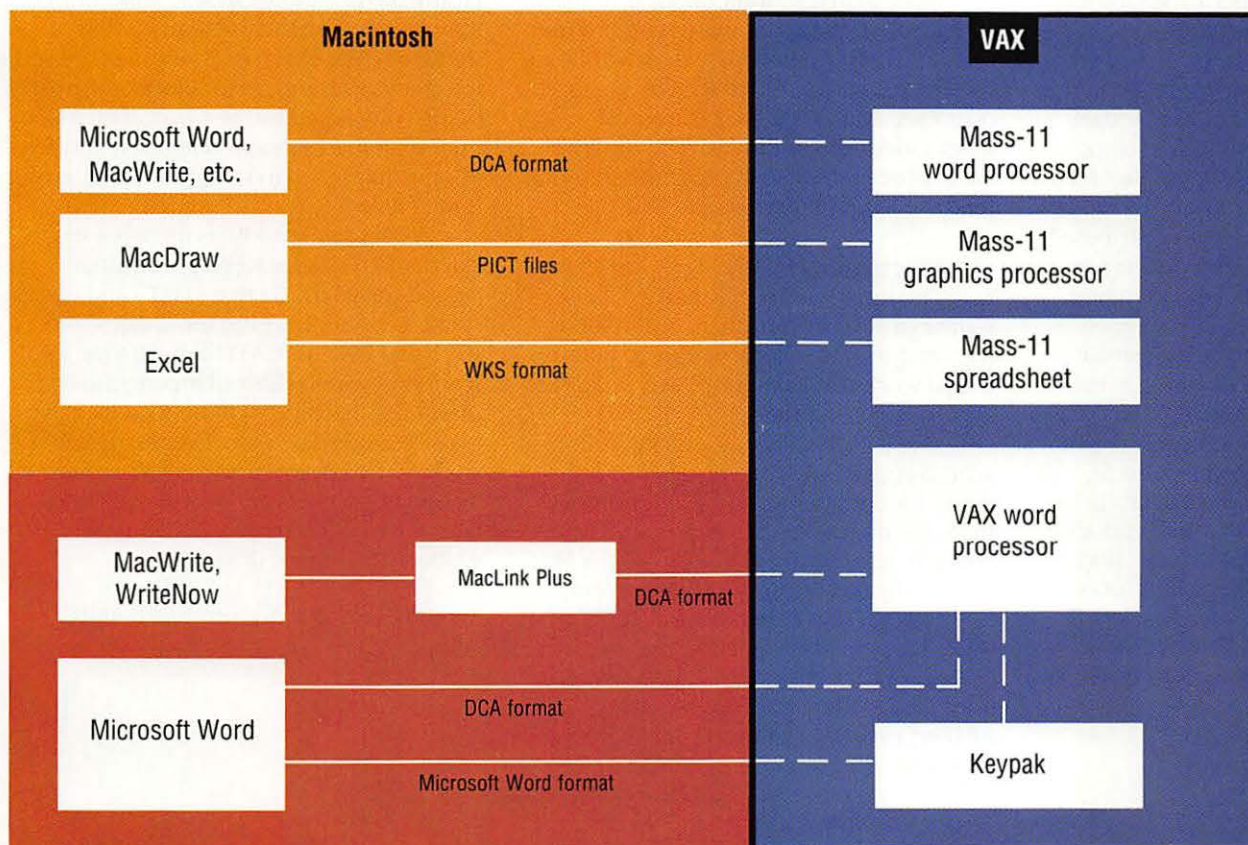 Macintosh
VAX
Microsoft Word,
MacWrite, etc.
DCA format
Mass-11
word processor
MacDraw
PICT files
Mass-11
graphics processor
Excel
WKS format
Mass-11
spreadsheet
MacWrite,
WriteNow
MacLink Plus
DCA format
VAX word
processor
Microsoft Word
DCA format
Microsoft Word format
Keypak